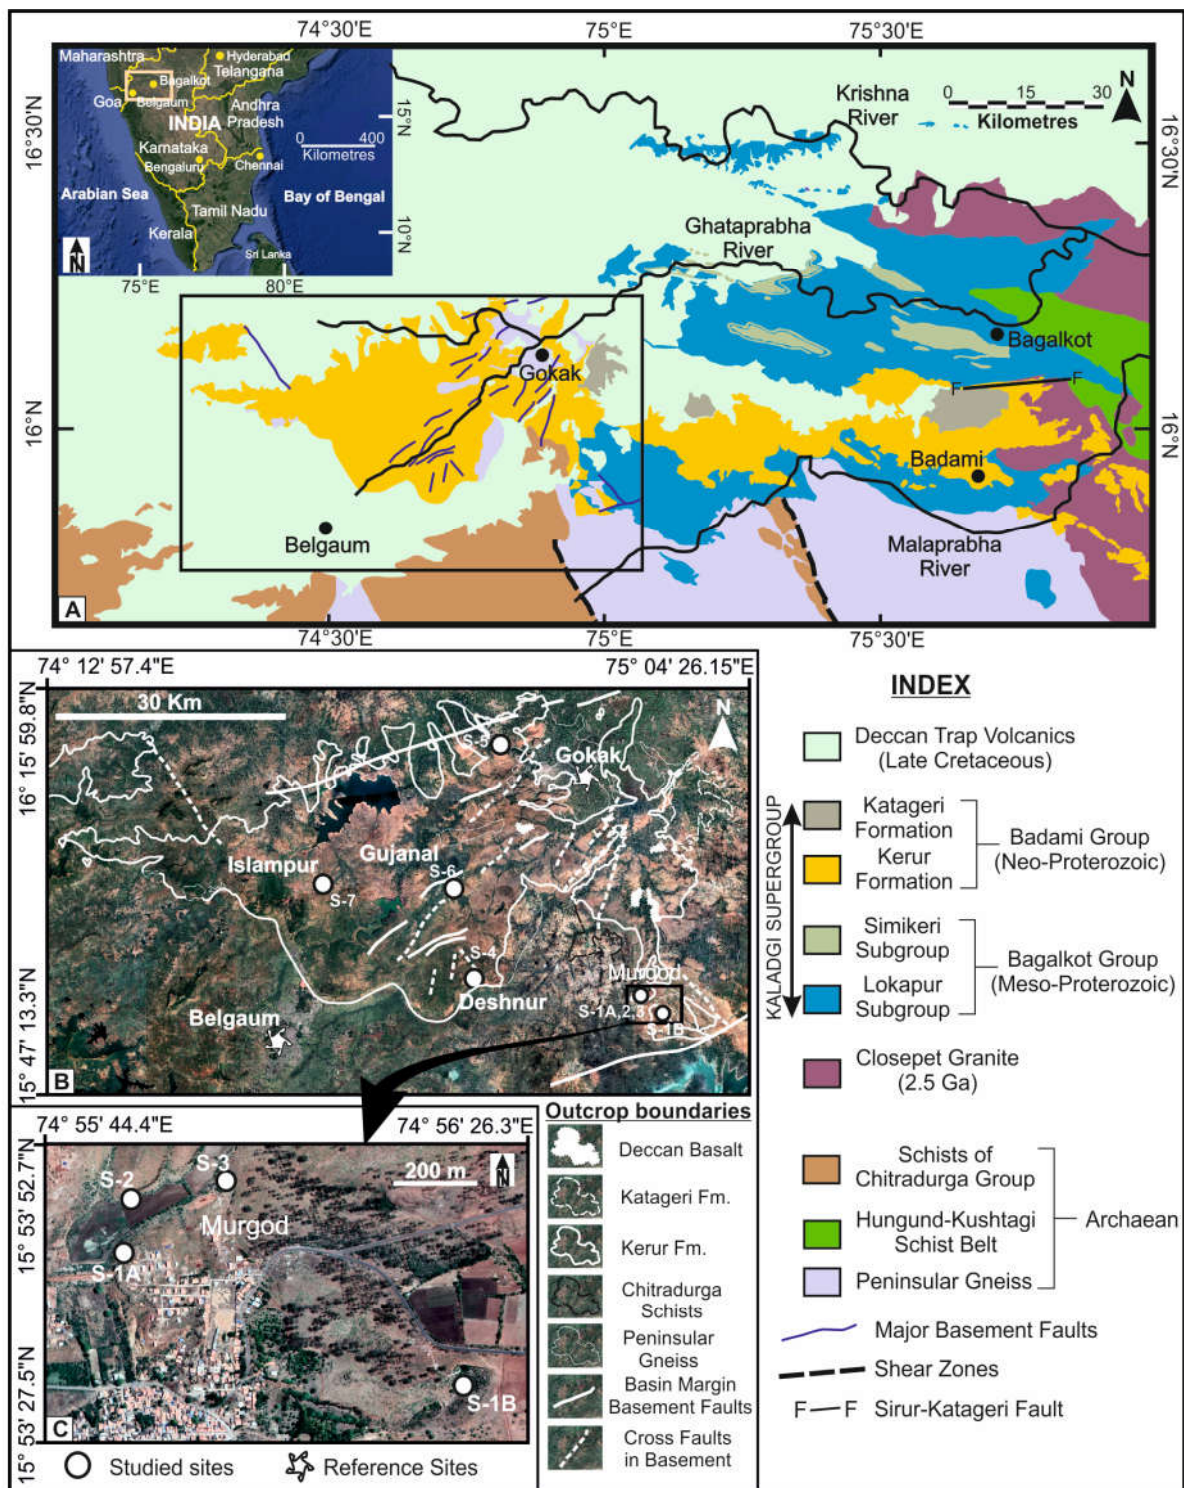 74°30'E
75°E
75°30'E
16°30'N
16°N
16°30'N
16°N
Maharashtra
Hyderabad
Telangana
Bagalkot
Goa
Belgaum
Andhra
Pradesh
INDIA
Karnataka
Bengaluru
Chennai
0 400
Kilometres
15°N
10°N
Arabian Sea
Bay of Bengal
Tamil Nadu
Kerala
Sri Lanka
N
75°E
80°E
Krishna
River
0 15 30
Kilometres
N
Ghataprabha
River
Bagalkot
Gokak
F
F
Badami
Belgaum
Malaprabha
River
A
74°30'E
75°E
75°30'E
74° 12' 57.4"E
75° 04' 26.15"E
16° 15' 59.8"N
15° 47' 13.3"N
30 Km
N
S-5
Gokak
Islampur
Gujanal
S-6
S-7
S-4
Deshnur
Murgod
S-1A,2,3
S-1B
Belgaum
B
74° 55' 44.4"E
74° 56' 26.3"E
15° 53' 52.7"N
15° 53' 27.5"N
S-2
S-3
200 m
N
Murgod
S-1A
S-1B
C
Studied sites
Reference Sites
Outcrop boundaries
Deccan Basalt
Katageri Fm.
Kerur Fm.
Chitradurga
Schists
Peninsular
Gneiss
Basin Margin
Basement Faults
Cross Faults
in Basement
INDEX
Deccan Trap Volcanics
(Late Cretaceous)
KALADGI SUPERGROUP
Katageri
Formation
Kerur
Formation
Badami Group
(Neo-Proterozoic)
Simikeri
Subgroup
Lokapur
Subgroup
Bagalkot Group
(Meso-Proterozoic)
Closepet Granite
(2.5 Ga)
Schists of
Chitradurga Group
Hungund-Kushtagi
Schist Belt
Peninsular Gneiss
Archaean
Major Basement Faults
Shear Zones
F F Sirur-Katageri Fault